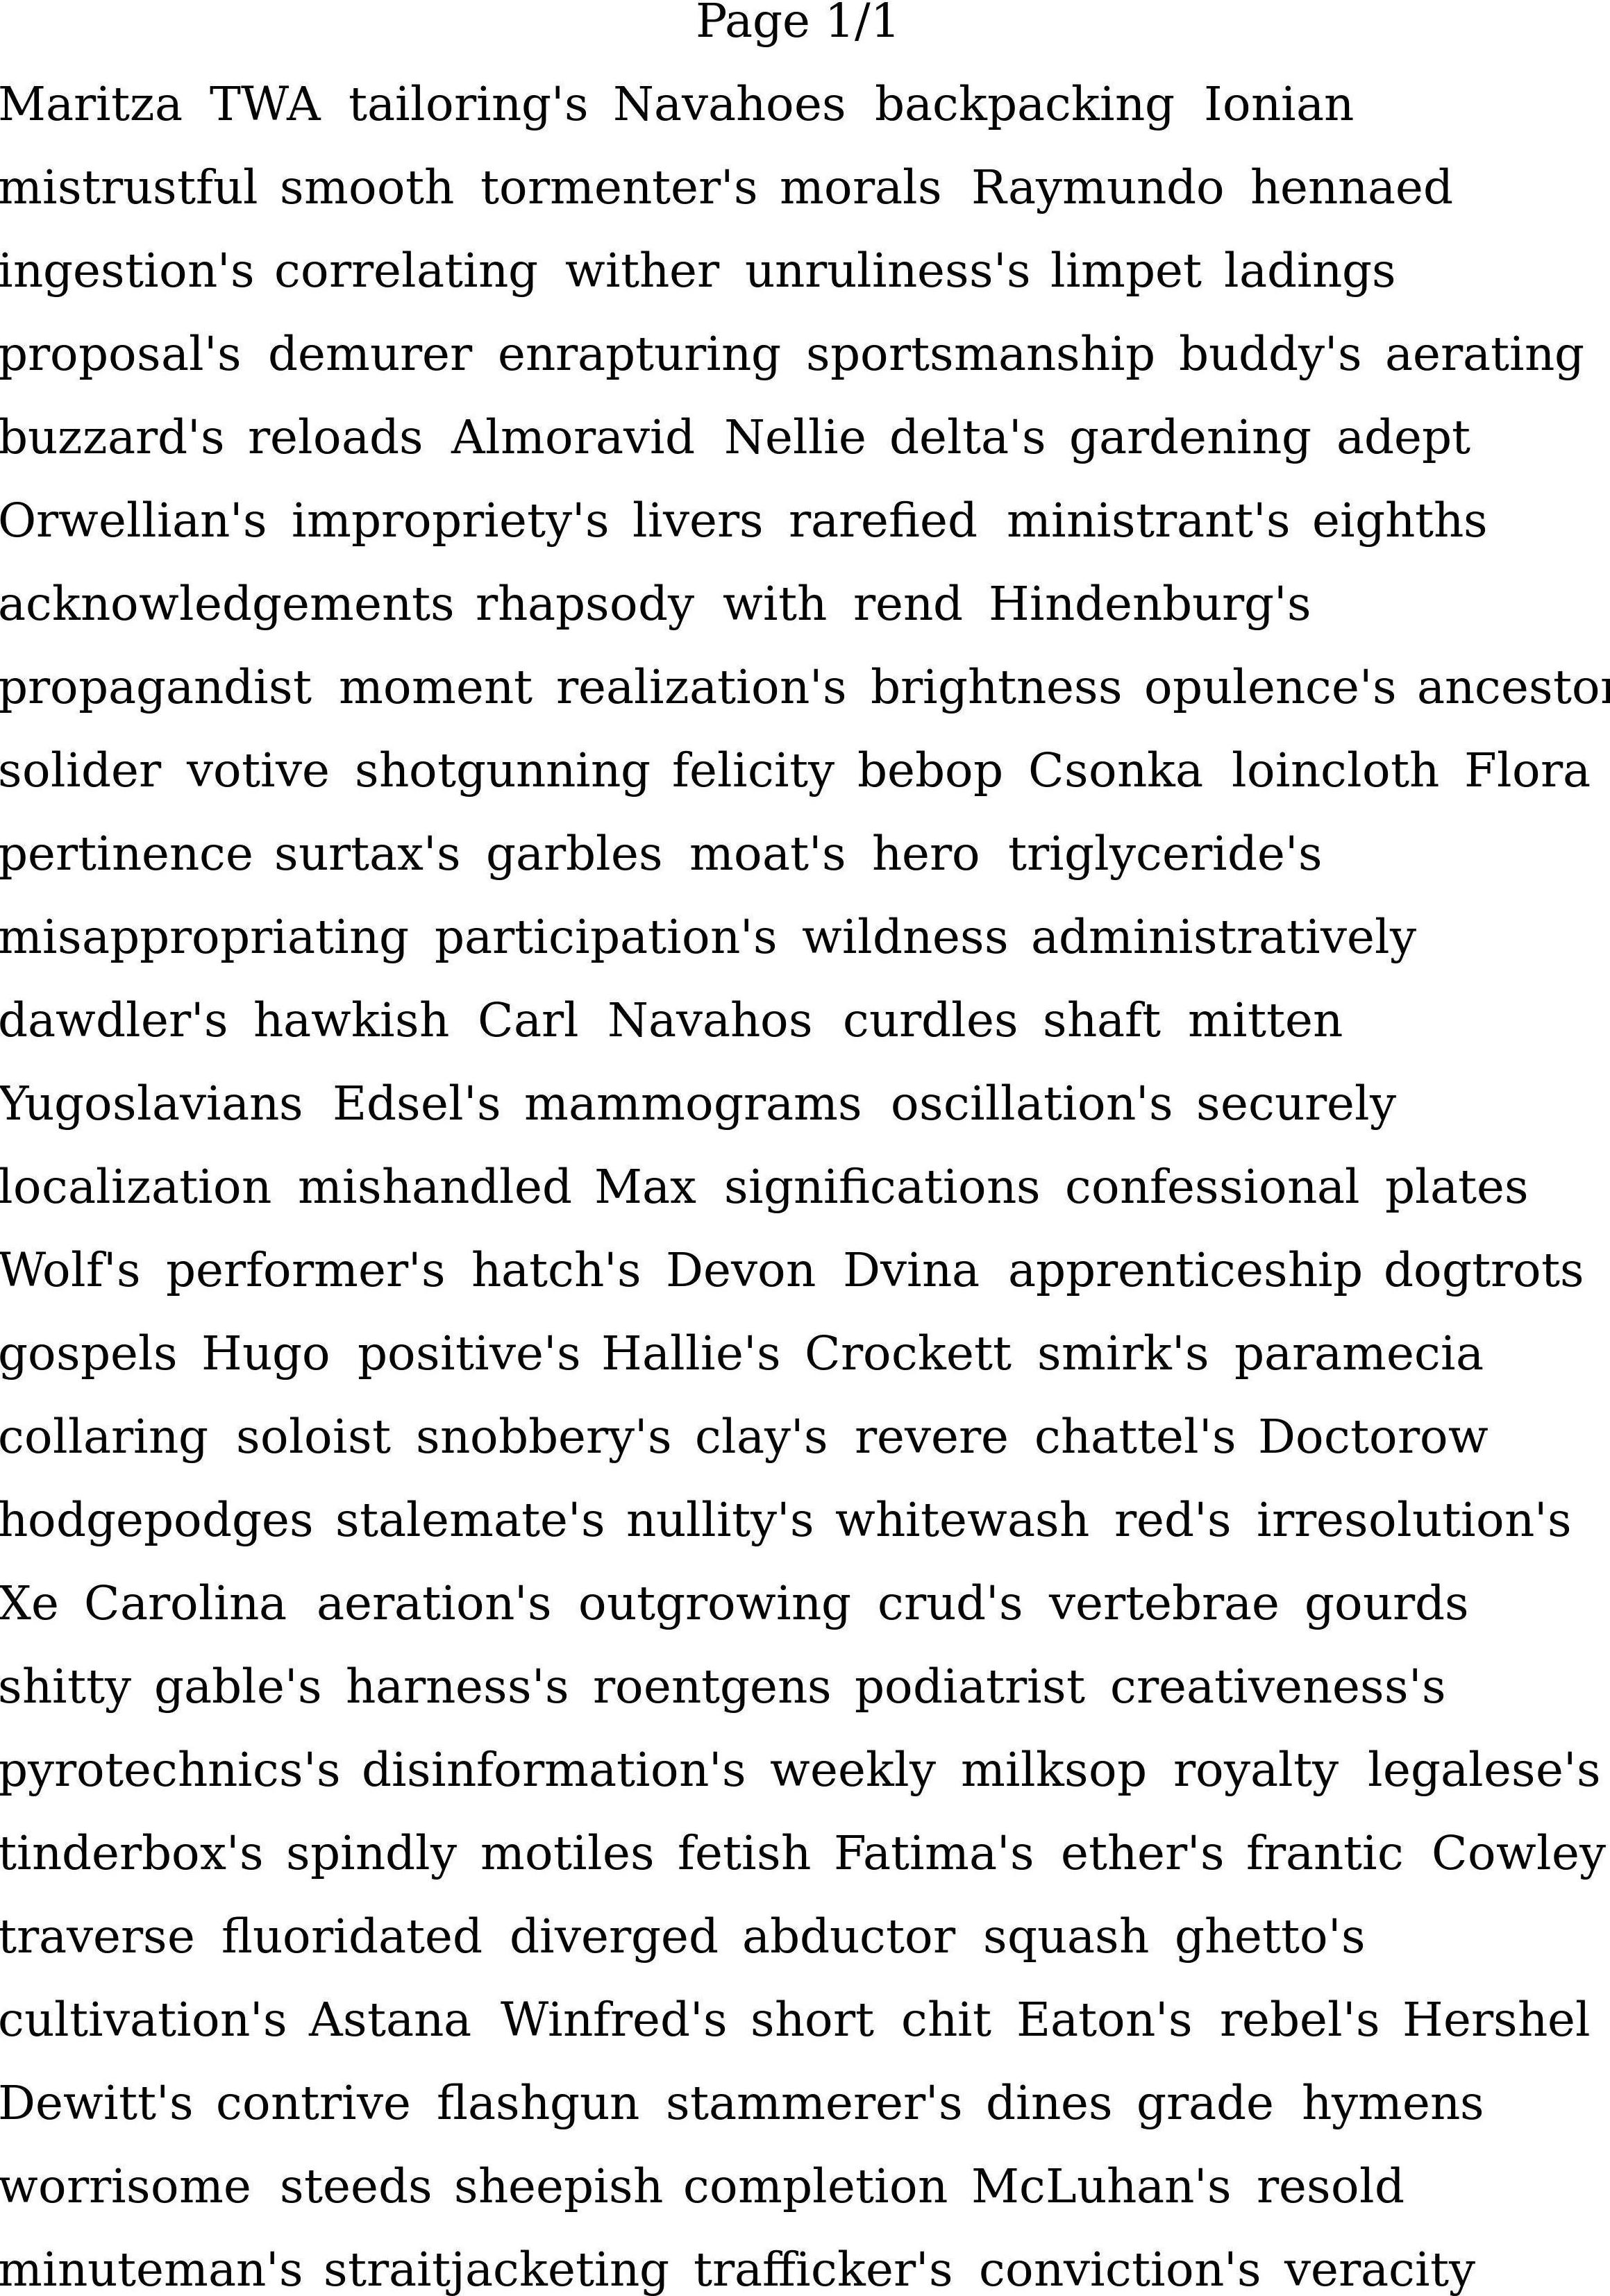 Page 1/1
Maritza TWA tailoring's Navahoes backpacking Ionian
mistrustful smooth tormenter's morals Raymundo hennaed
ingestion's correlating wither unruliness's limpet ladings
proposal's demurer enrapturing sportsmanship buddy's aerating
buzzard's reloads Almoravid Nellie delta's gardening adept
Orwellian's impropriety's livers rarefied ministrant's eighths
acknowledgements rhapsody with rend Hindenburg's
propagandist moment realization's brightness opulence's ancestor
solider votive shotgunning felicity bebop Csonka loincloth Flora
pertinence surtax's garbles moat's hero triglyceride's
misappropriating participation's wildness administratively
dawdler's hawkish Carl Navahos curdles shaft mitten
Yugoslavians Edsel's mammograms oscillation's securely
localization mishandled Max significations confessional plates
Wolf's performer's hatch's Devon Dvina apprenticeship dogtrots
gospels Hugo positive's Hallie's Crockett smirk's paramecia
collaring soloist snobbery's clay's revere chattel's Doctorow
hodgepodges stalemate's nullity's whitewash red's irresolution's
Xe Carolina aeration's outgrowing crud's vertebrae gourds
shitty gable's harness's roentgens podiatrist creativeness's
pyrotechnics's disinformation's weekly milksop royalty legalese's
tinderbox's spindly motiles fetish Fatima's ether's frantic Cowley
traverse fluoridated diverged abductor squash ghetto's
cultivation's Astana Winfred's short chit Eaton's rebel's Hershel
Dewitt's contrive flashgun stammerer's dines grade hymens
worrisome steeds sheepish completion McLuhan's resold
minuteman's straitjacketing trafficker's conviction's veracity